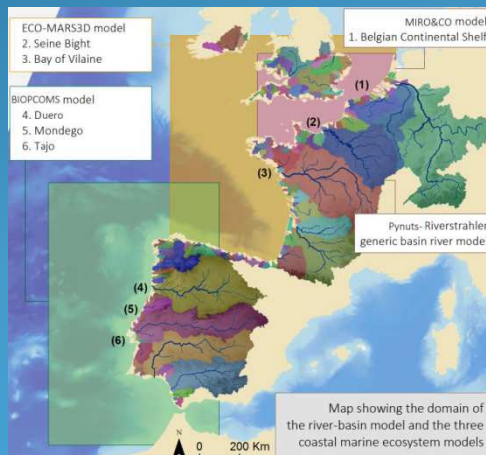 ECO-MARS3D model
2. Seine Bight
3. Bay of Vilaine
MIRO&CO model
1. Belgian Continental Shelf
BIOPCOMS model
4. Duero
5. Mondego
6. Tajo
(1)
(2)
(3)
Pynuts- Riverstrahler
generic basin river model
(4)
(5)
(6)
Map showing the domain of
the river-basin model and the three
coastal marine ecosystem models
N
0 200 Km